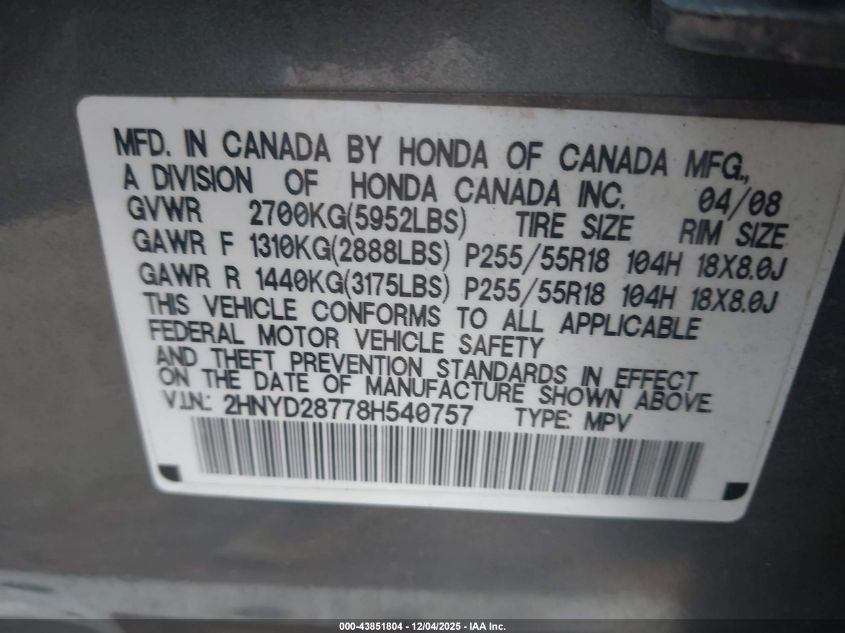 MFD. IN CANADA BY HONDA OF CANADA MFG.,
A DIVISION OF HONDA CANADA INC. 04/08
GVWR 2700KG(5952LBS) TIRE SIZE RIM SIZE
GAWR F 1310KG(2888LBS) P255/55R18 104H 18X8.0J
GAWR R 1440KG(3175LBS) P255/55R18 104H 18X8.0J
THIS VEHICLE CONFORMS TO ALL APPLICABLE
FEDERAL MOTOR VEHICLE SAFETY
AND THEFT PREVENTION STANDARDS IN EFFECT
ON THE DATE OF MANUFACTURE SHOWN ABOVE.
V.I.N.: 2HNYD28778H540757 TYPE: MPV
000-43851804 - 12/04/2025 - IAA Inc.